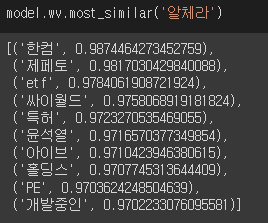 model.wv.most_similar('알체라')
[('한컴', 0.9874464273452759),
('제페토', 0.9817030429840088),
('etf', 0.9784061908721924),
('싸이월드', 0.9758068919181824),
('특허', 0.9723270535469055),
('윤석열', 0.9716570377349854),
('아이브', 0.9710423946380615),
('홀딩스', 0.9707745313644409),
('PE', 0.9703624248504639),
('개발중인', 0.9702233076095581)]